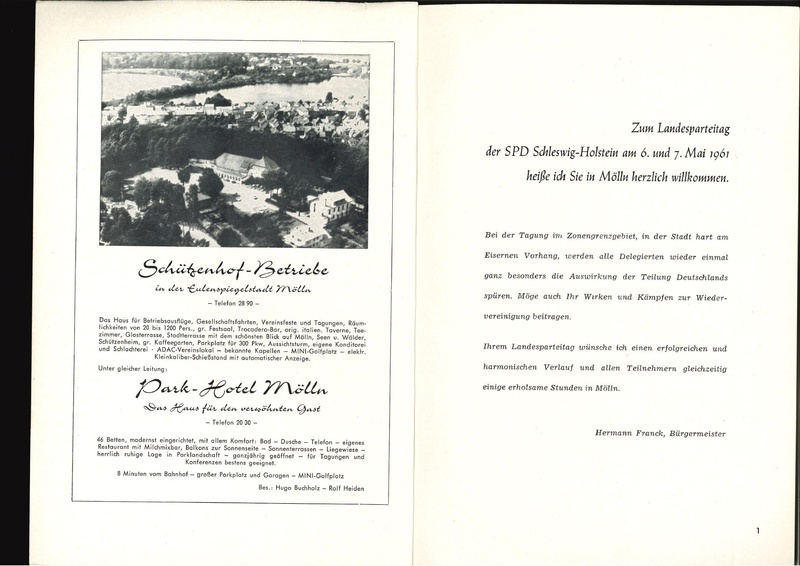 Schützenhof-Betriebe
in der Eulenspiegelstadt Mölln
– Telefon 28 90 –
Das Haus für Betriebsausflüge, Gesellschaftsfahrten, Vereinsfeste und Tagungen, Räum-
lichkeiten von 20 bis 1200 Pers., gr. Festsaal, Trocadero-Bar, orig. italien. Taverne, Tee-
zimmer, Glasterrasse, Stadtterrasse mit dem schönsten Blick auf Mölln, Seen u. Wälder,
Schützenheim, gr. Kaffeegarten, Parkplatz für 300 Pkw, Aussichtsturm, eigene Konditorei
und Schlachterei · ADAC-Vereinslokal – bekannte Kapellen – MINI-Golfplatz – elektr.
Kleinkaliber-Schießstand mit automatischer Anzeige.
Unter gleicher Leitung:
Park-Hotel Mölln
Das Haus für den verwöhnten Gast
– Telefon 20 30 –
46 Betten, modernst eingerichtet, mit allem Komfort: Bad – Dusche – Telefon – eigenes
Restaurant mit Milchmixbar, Balkons zur Sonnenseite – Sonnenterrassen – Liegewiese –
herrlich ruhige Lage in Parklandschaft – ganzjährig geöffnet – für Tagungen und
Konferenzen bestens geeignet.
8 Minuten vom Bahnhof – großer Parkplatz und Garagen – MINI-Golfplatz
Bes.: Hugo Buchholz – Rolf Heiden
Zum Landesparteitag
der SPD Schleswig-Holstein am 6. und 7. Mai 1961
heiße ich Sie in Mölln herzlich willkommen.
Bei der Tagung im Zonengrenzgebiet, in der Stadt hart am
Eisernen Vorhang, werden alle Delegierten wieder einmal
ganz besonders die Auswirkung der Teilung Deutschlands
spüren. Möge auch Ihr Wirken und Kämpfen zur Wieder-
vereinigung beitragen.
Ihrem Landesparteitag wünsche ich einen erfolgreichen und
harmonischen Verlauf und allen Teilnehmern gleichzeitig
einige erholsame Stunden in Mölln.
Hermann Franck, Bürgermeister
1